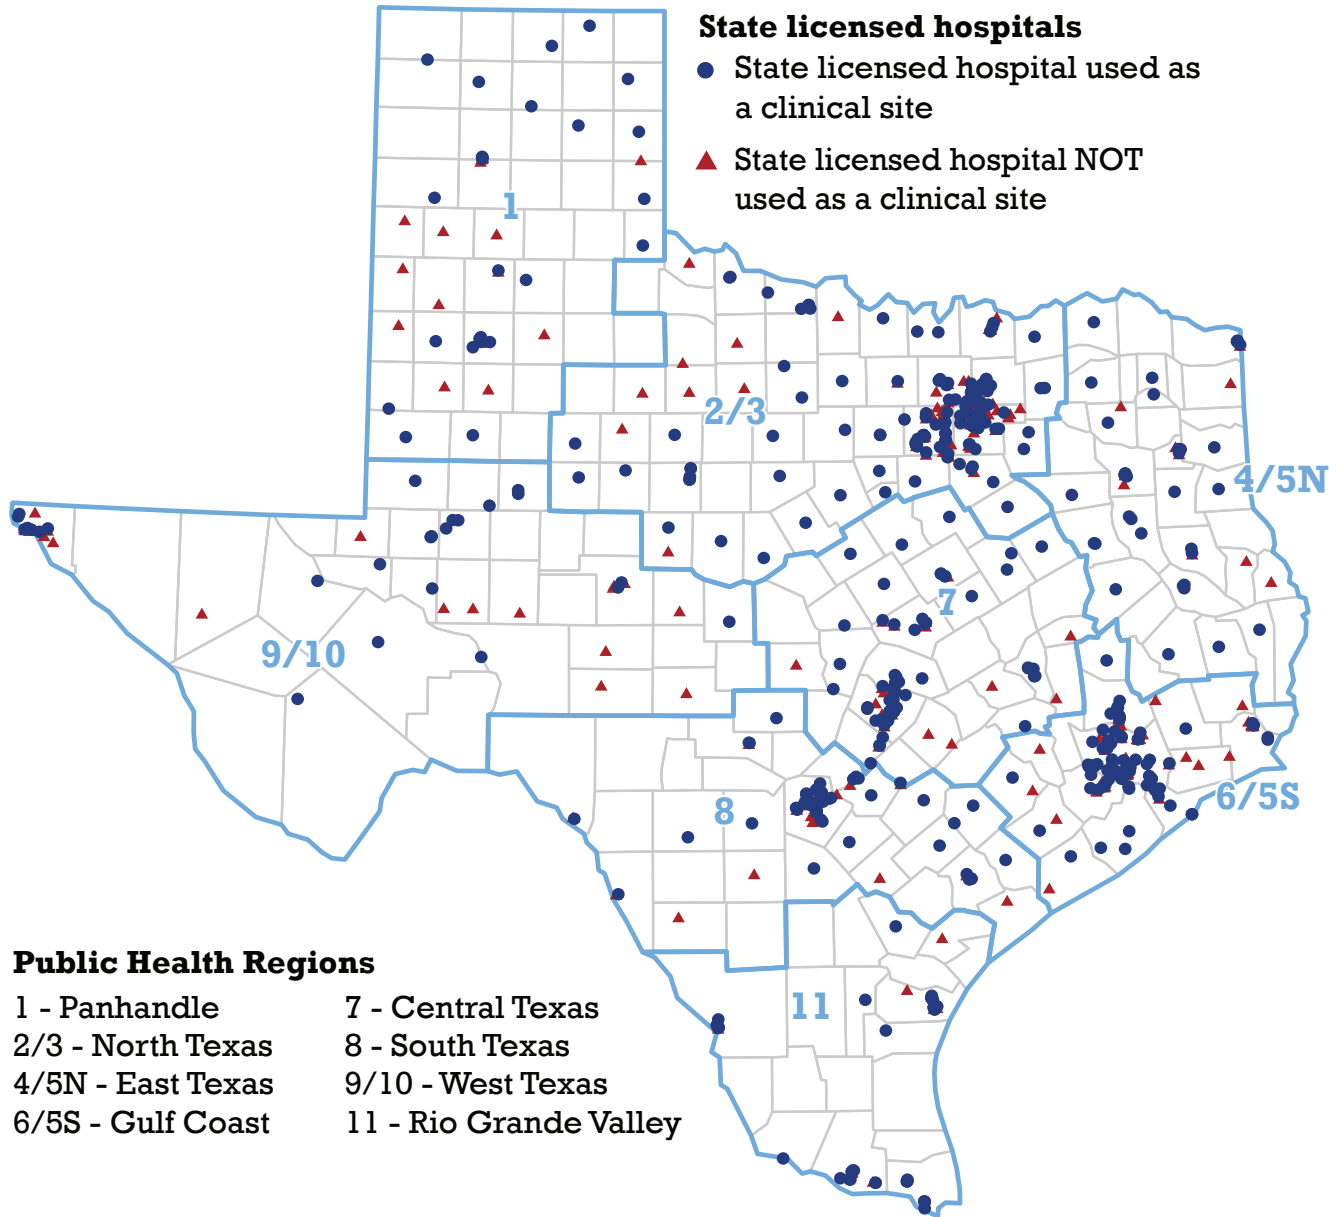 State licensed hospitals
State licensed hospital used as
a clinical site
State licensed hospital NOT
used as a clinical site
1
2/3
4/5N
7
9/10
6/5S
8
11
Public Health Regions
1 - Panhandle
2/3 - North Texas
4/5N - East Texas
6/5S - Gulf Coast
7 - Central Texas
8 - South Texas
9/10 - West Texas
11 - Rio Grande Valley